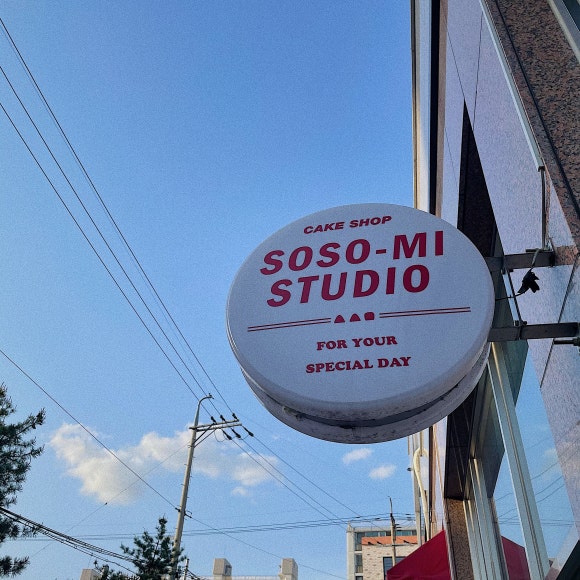 CAKE SHOP
SOSO-MI
STUDIO
FOR YOUR
SPECIAL DAY